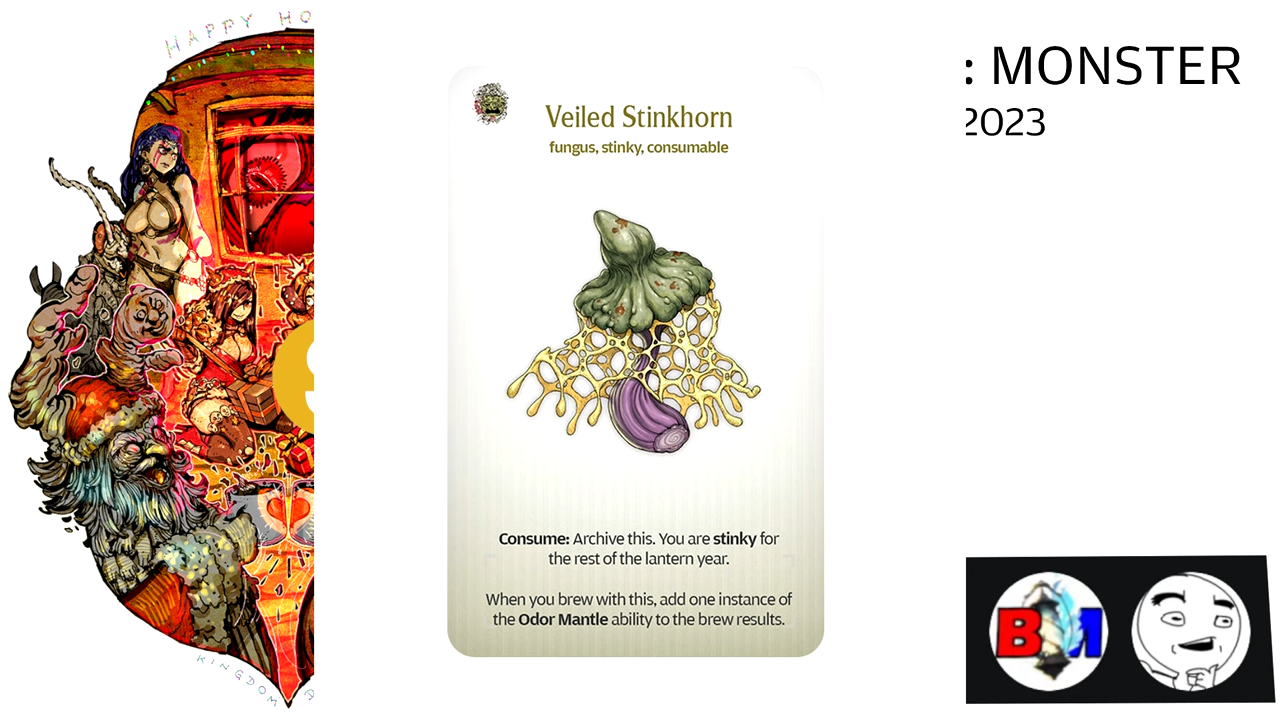 HAPPY HO
: MONSTER
2023
Veiled Stinkhorn
fungus, stinky, consumable
Consume: Archive this. You are stinky for
the rest of the lantern year.
When you brew with this, add one instance of
the Odor Mantle ability to the brew results.
KINGDOM
B M